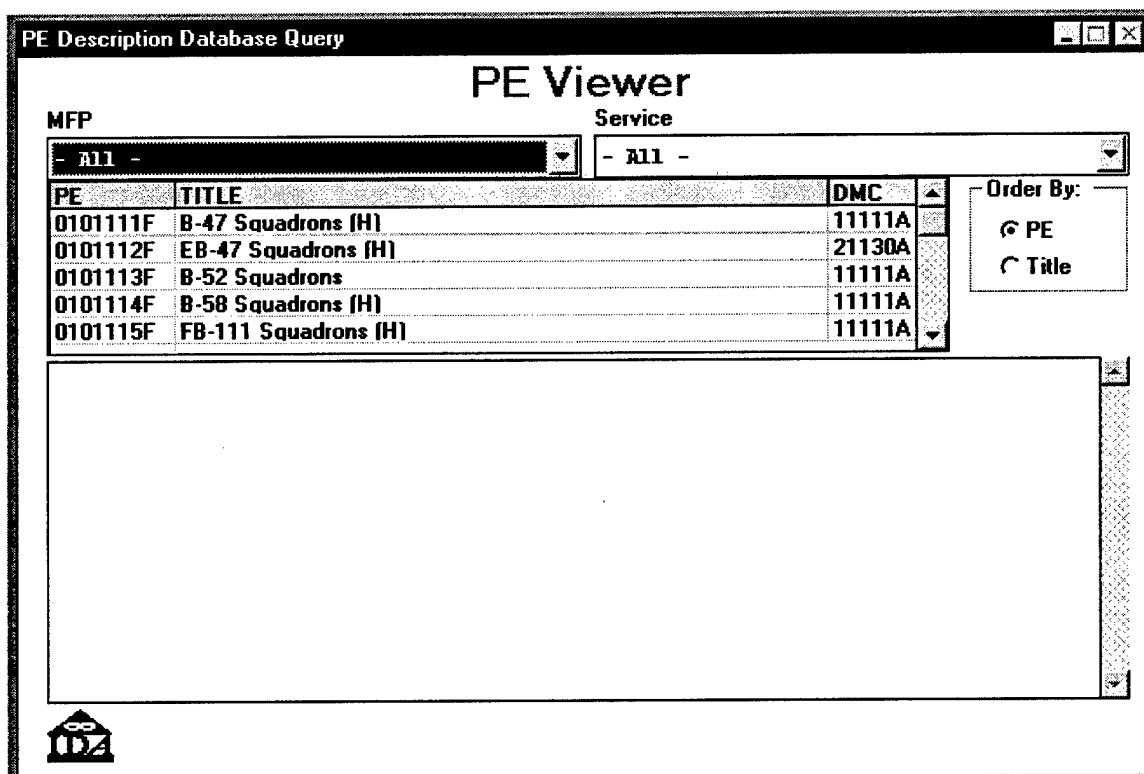 PE Description Database Query
PE Viewer
MFP Service
- All - - All -
PE TITLE DMC Order By:
0101111F B-47 Squadrons (H) 11111A
PE
0101112F EB-47 Squadrons (H) 21130A
0101113F B-52 Squadrons 11111A Title
0101114F B-58 Squadrons (H) 11111A
0101115F FB-111 Squadrons (H) 11111A
IDA